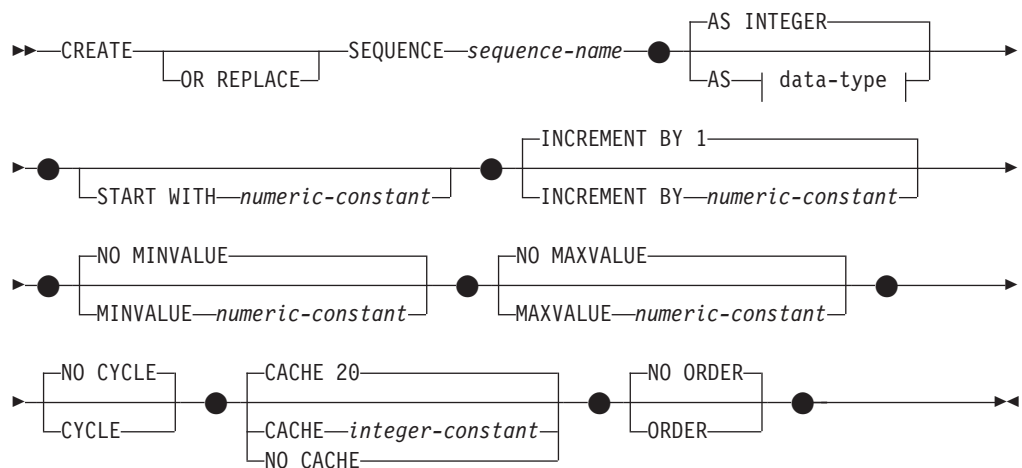 AS INTEGER
CREATE SEQUENCE sequence-name
OR REPLACE AS data-type
INCREMENT BY 1
START WITH numeric-constant INCREMENT BY numeric-constant
NO MINVALUE NO MAXVALUE
MINVALUE numeric-constant MAXVALUE numeric-constant
NO CYCLE CACHE 20 NO ORDER
CYCLE CACHE integer-constant ORDER
NO CACHE